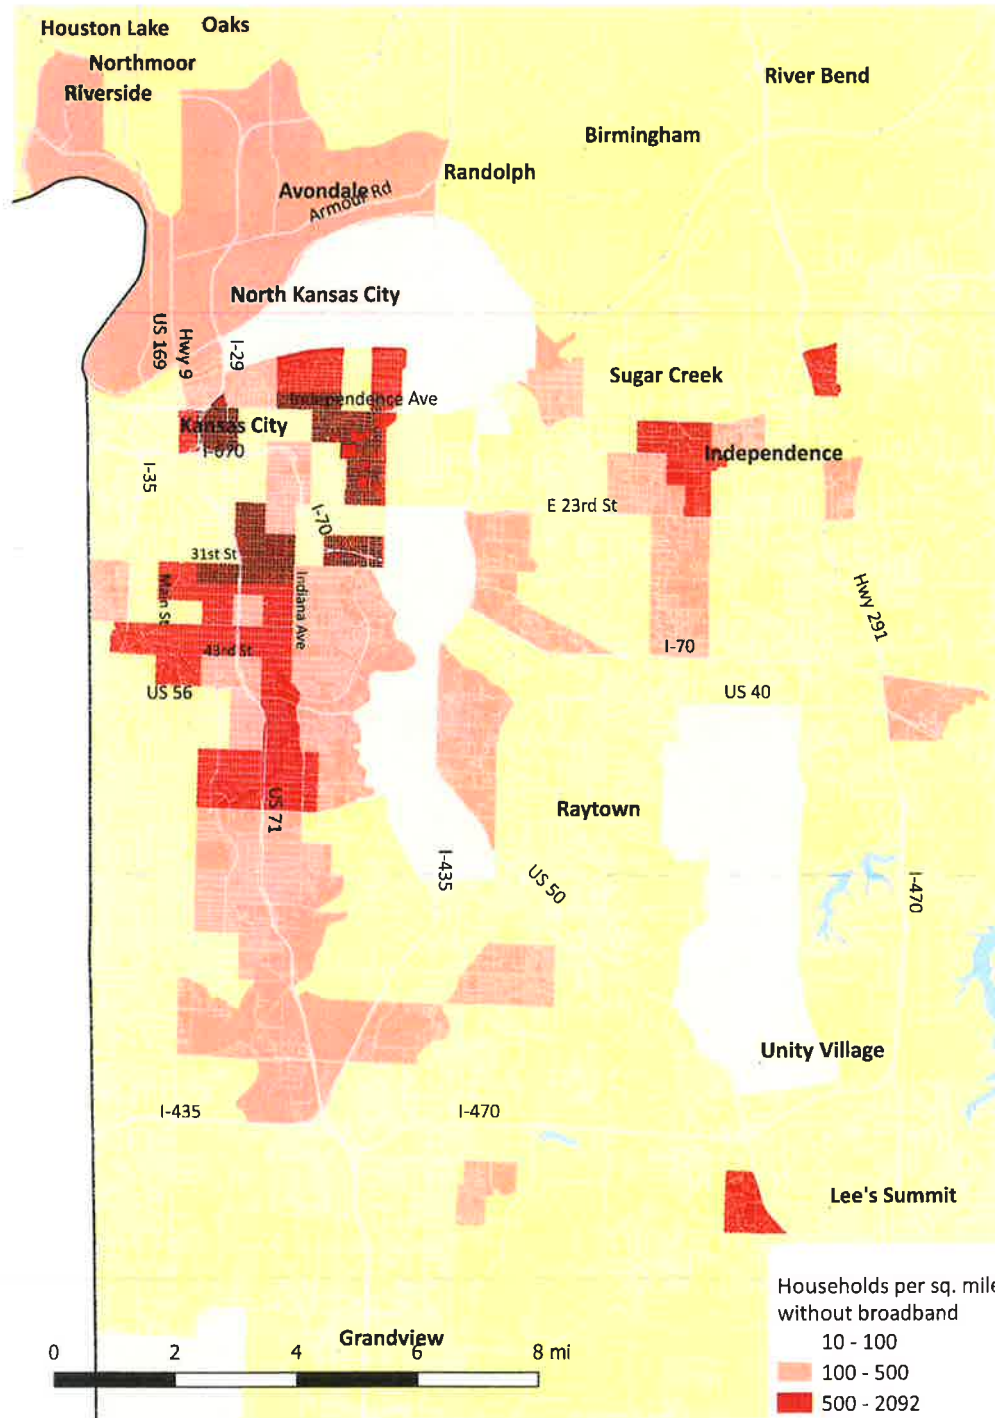 Houston Lake
Oaks
Northmoor
Riverside
River Bend
Birmingham
Randolph
Avondale
Armour Rd
North Kansas City
US 169
Hwy 9
I-29
Sugar Creek
Independence Ave
Kansas City
I-670
Independence
I-35
E 23rd St
I-70
31st St
Main St
Indiana Ave
Hwy 291
43rd St
I-70
US 56
US 40
US 71
Raytown
I-435
US 50
I-470
Unity Village
I-435
I-470
Lee's Summit
Households per sq. mile
without broadband
10 - 100
100 - 500
500 - 2092
Grandview
0 2 4 6 8 mi